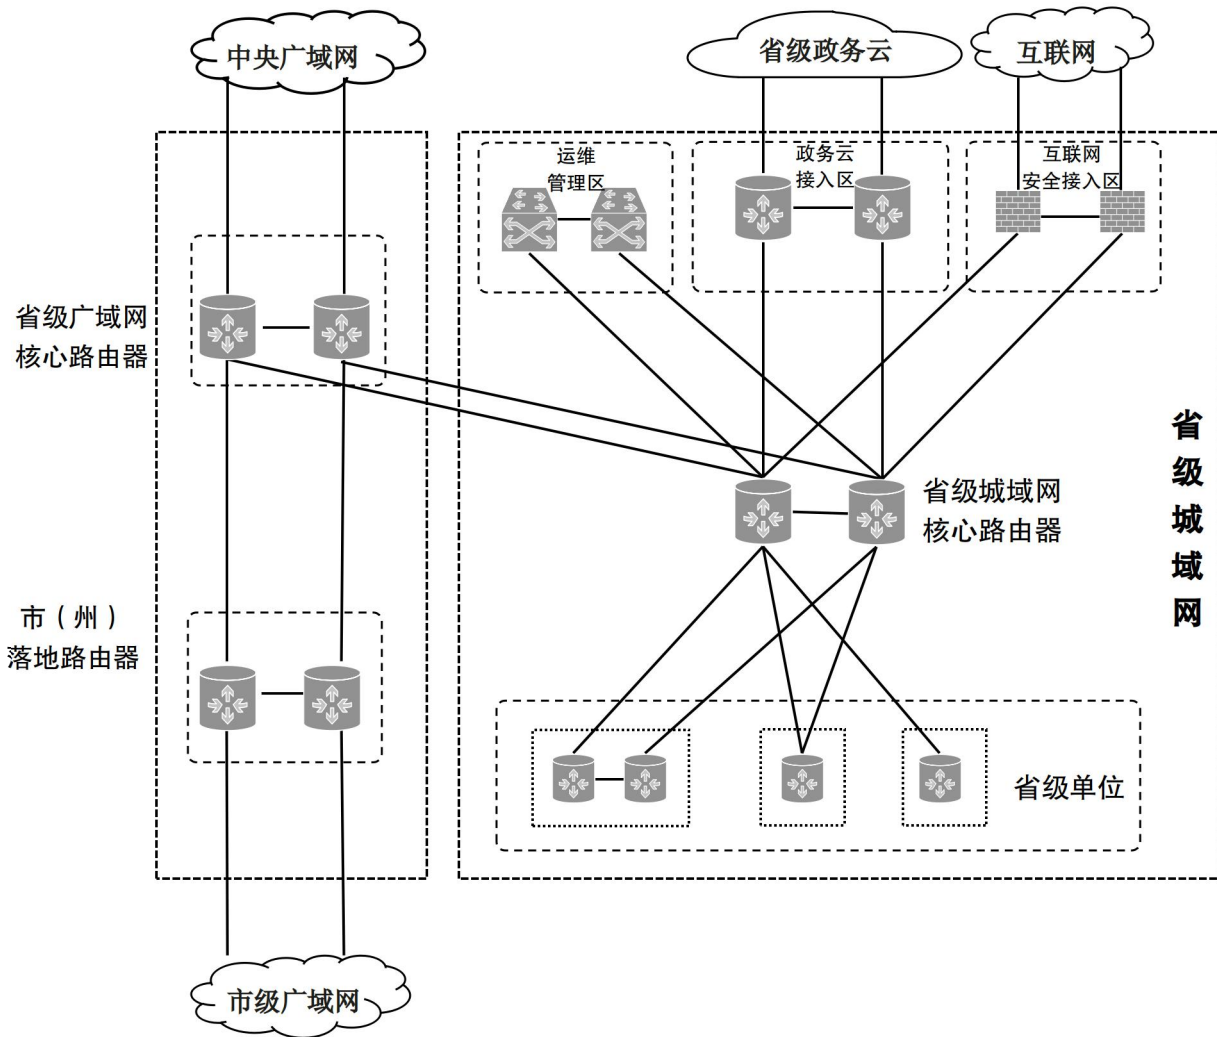 中央广域网
省级政务云
互联网
运维
管理区
政务云
接入区
互联网
安全接入区
省级广域网
核心路由器
省级城域网
省级城域网
核心路由器
市（州）
落地路由器
省级单位
市级广域网